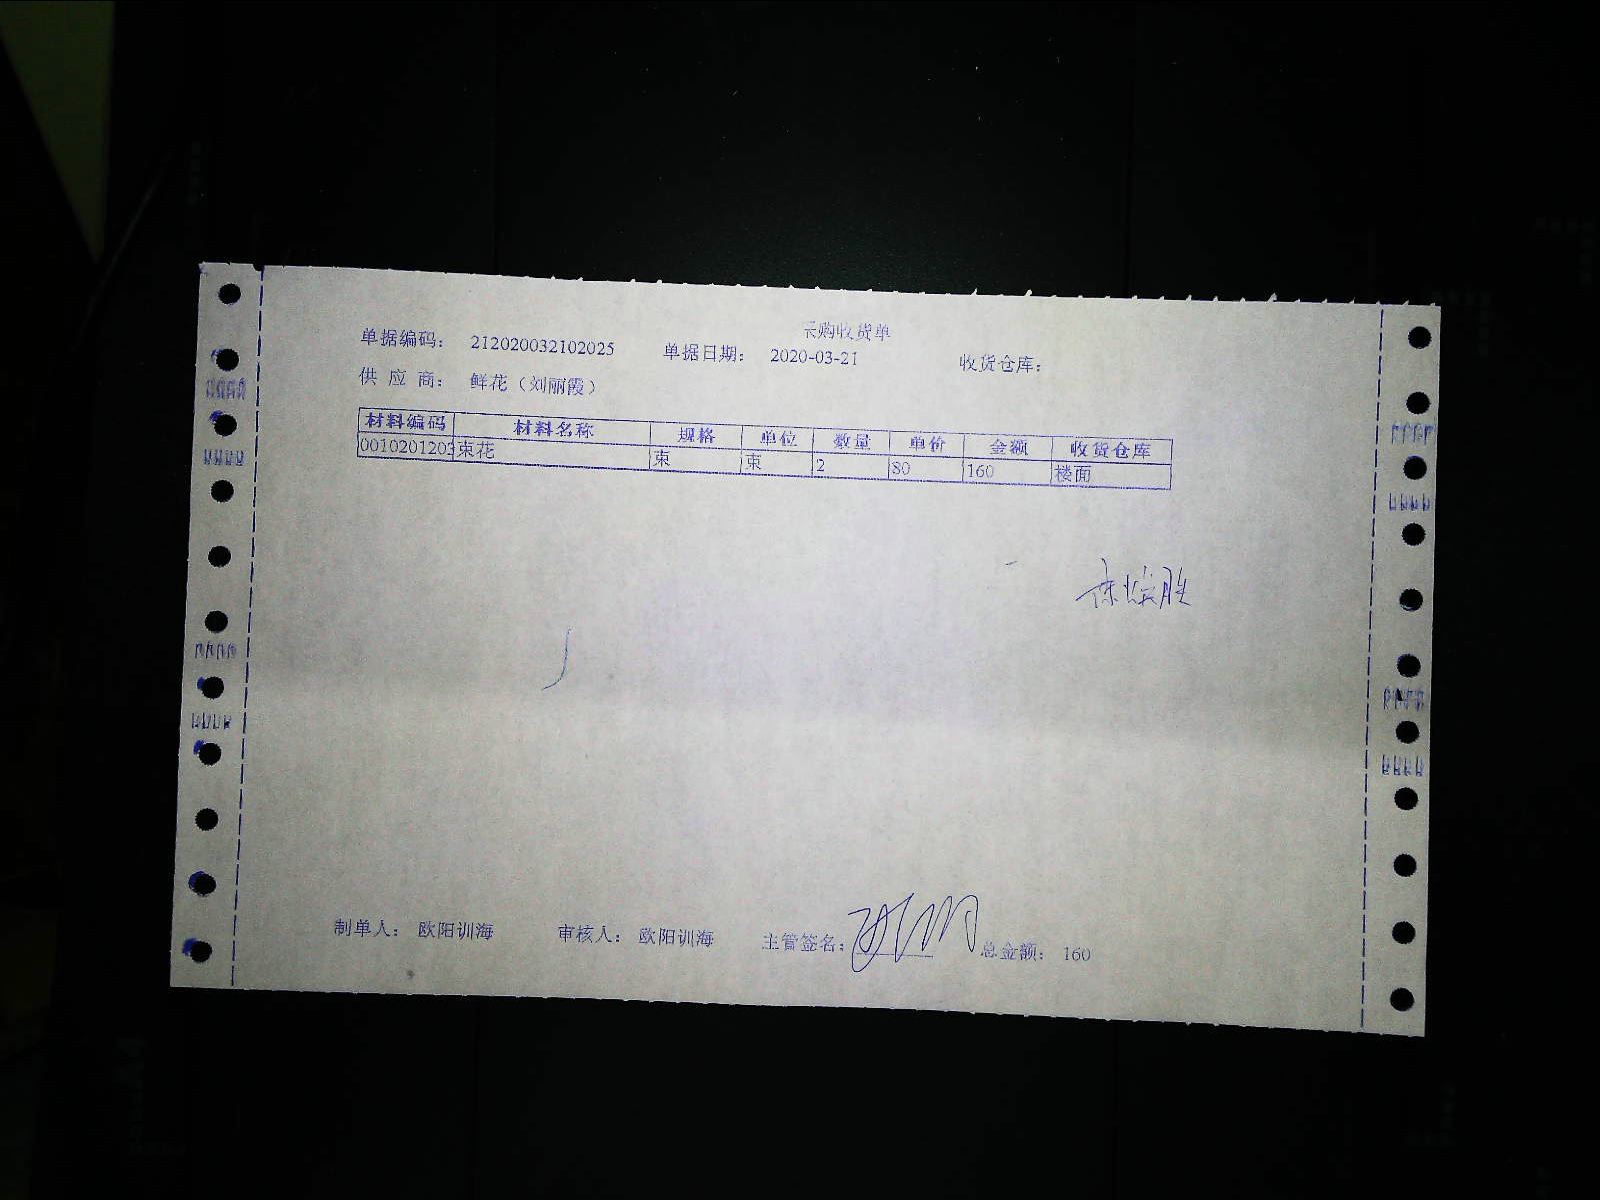 采购收货单
单据编码: 212020032102025 单据日期: 2020-03-21 收货仓库:
供应商: 鲜花(刘丽霞)
材料编码 材料名称 规格 单位 数量 单价 金额 收货仓库
0010201203 束花 束 束 2 80 160 楼面
制单人: 欧阳训海 审核人: 欧阳训海 主管签名: 总金额: 160